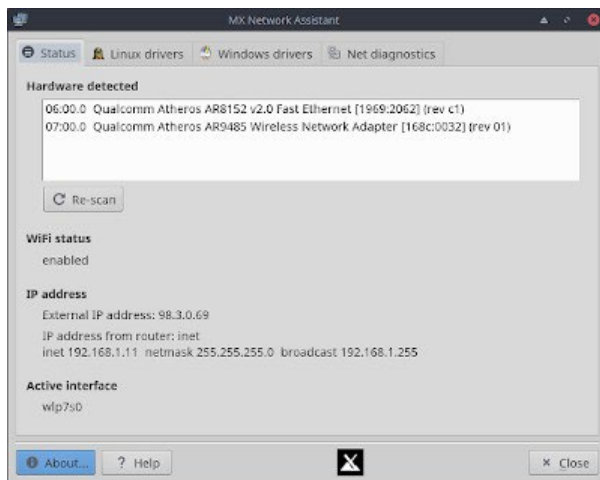 MX Network Assistant
Status Linux drivers Windows drivers Net diagnostics
Hardware detected
06:00.0 Qualcomm Atheros AR8152 v2.0 Fast Ethernet [1969:2062] (rev c1)
07:00.0 Qualcomm Atheros AR9485 Wireless Network Adapter [168c:0032] (rev 01)
Re-scan
WiFi status
enabled
IP address
External IP address: 98.3.0.69
IP address from router: inet
inet 192.168.1.11 netmask 255.255.255.0 broadcast 192.168.1.255
Active interface
wlp7s0
About... ? Help Close